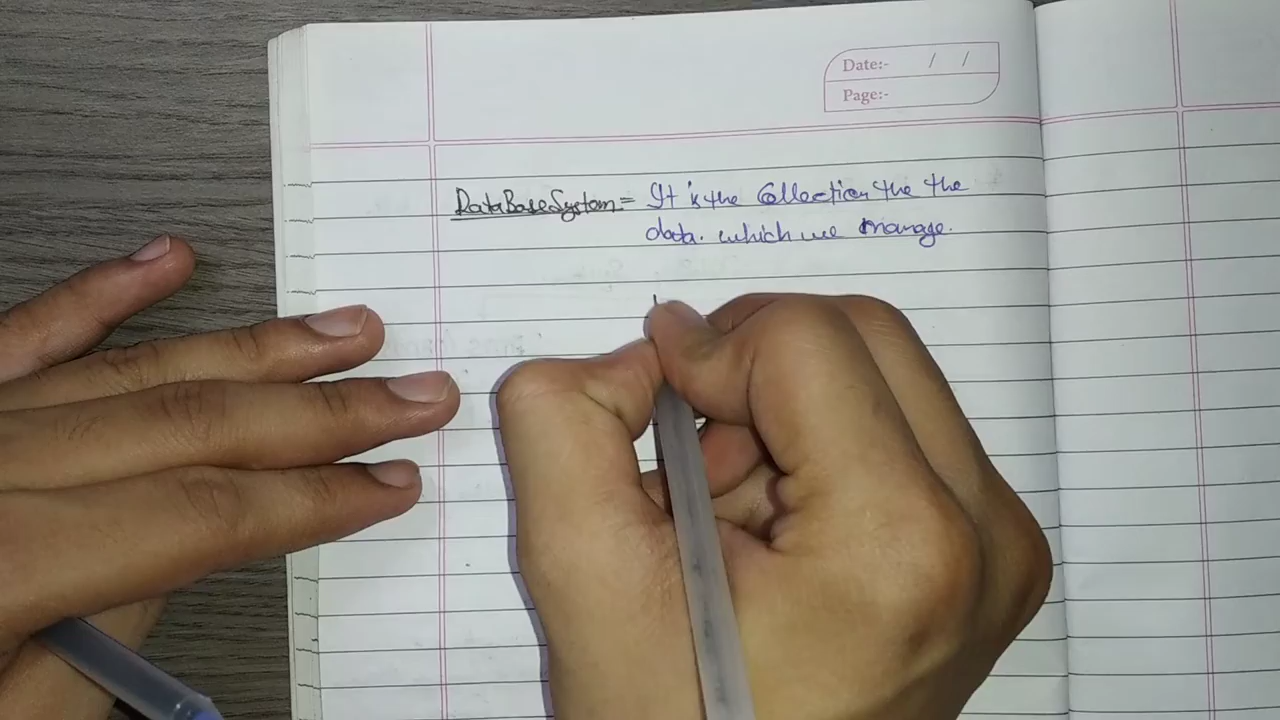 Date:- / /
Page:-
DataBaseSystem = It is the Collection the the
data. which we manage.